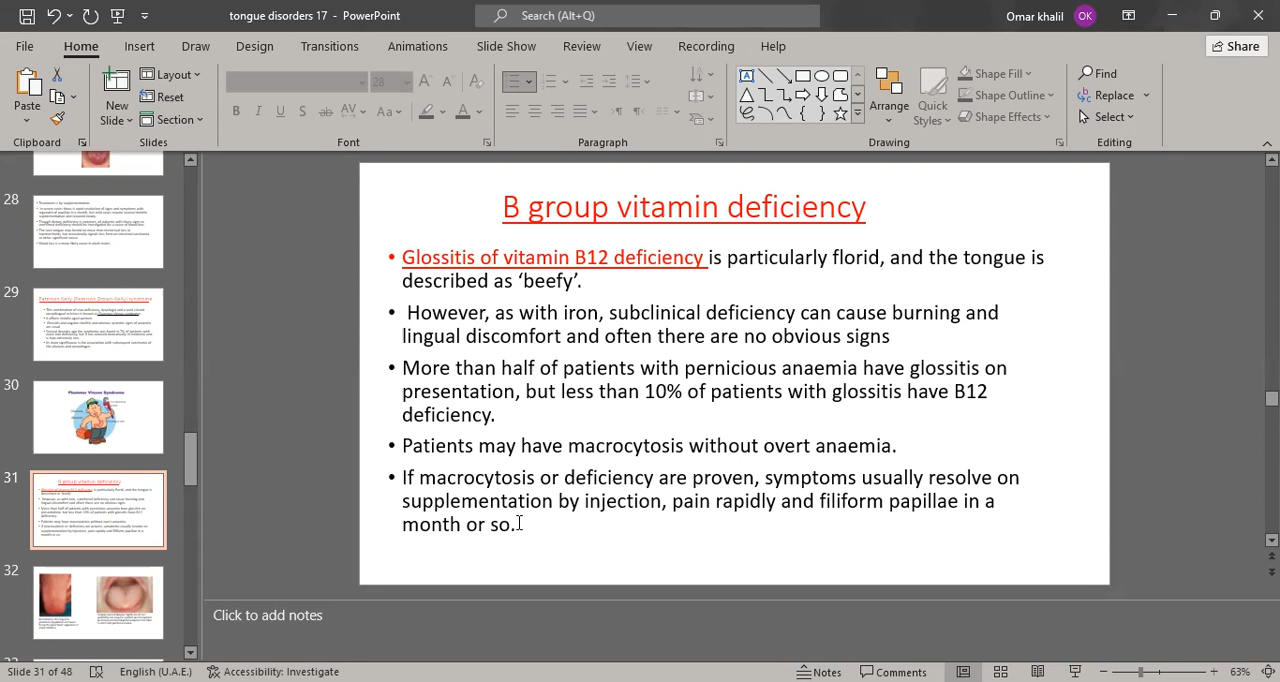 tongue disorders 17 - PowerPoint
Search (Alt+Q)
Omar khalil
OK
File Home Insert Draw Design Transitions Animations Slide Show Review View Recording Help
Share
Paste
New
Slide
Layout
Reset
Section
28
Arrange
Quick
Styles
Shape Fill
Shape Outline
Shape Effects
Find
Replace
Select
Clipboard Slides Font Paragraph Drawing Editing
28
29
30
31
32
B group vitamin deficiency
• Glossitis of vitamin B12 deficiency is particularly florid, and the tongue is
described as ‘beefy’.
• However, as with iron, subclinical deficiency can cause burning and
lingual discomfort and often there are no obvious signs
• More than half of patients with pernicious anaemia have glossitis on
presentation, but less than 10% of patients with glossitis have B12
deficiency.
• Patients may have macrocytosis without overt anaemia.
• If macrocytosis or deficiency are proven, symptoms usually resolve on
supplementation by injection, pain rapdly and filiform papillae in a
month or so.
Click to add notes
Slide 31 of 48
English (U.A.E.)
Accessibility: Investigate
Notes
Comments
63%